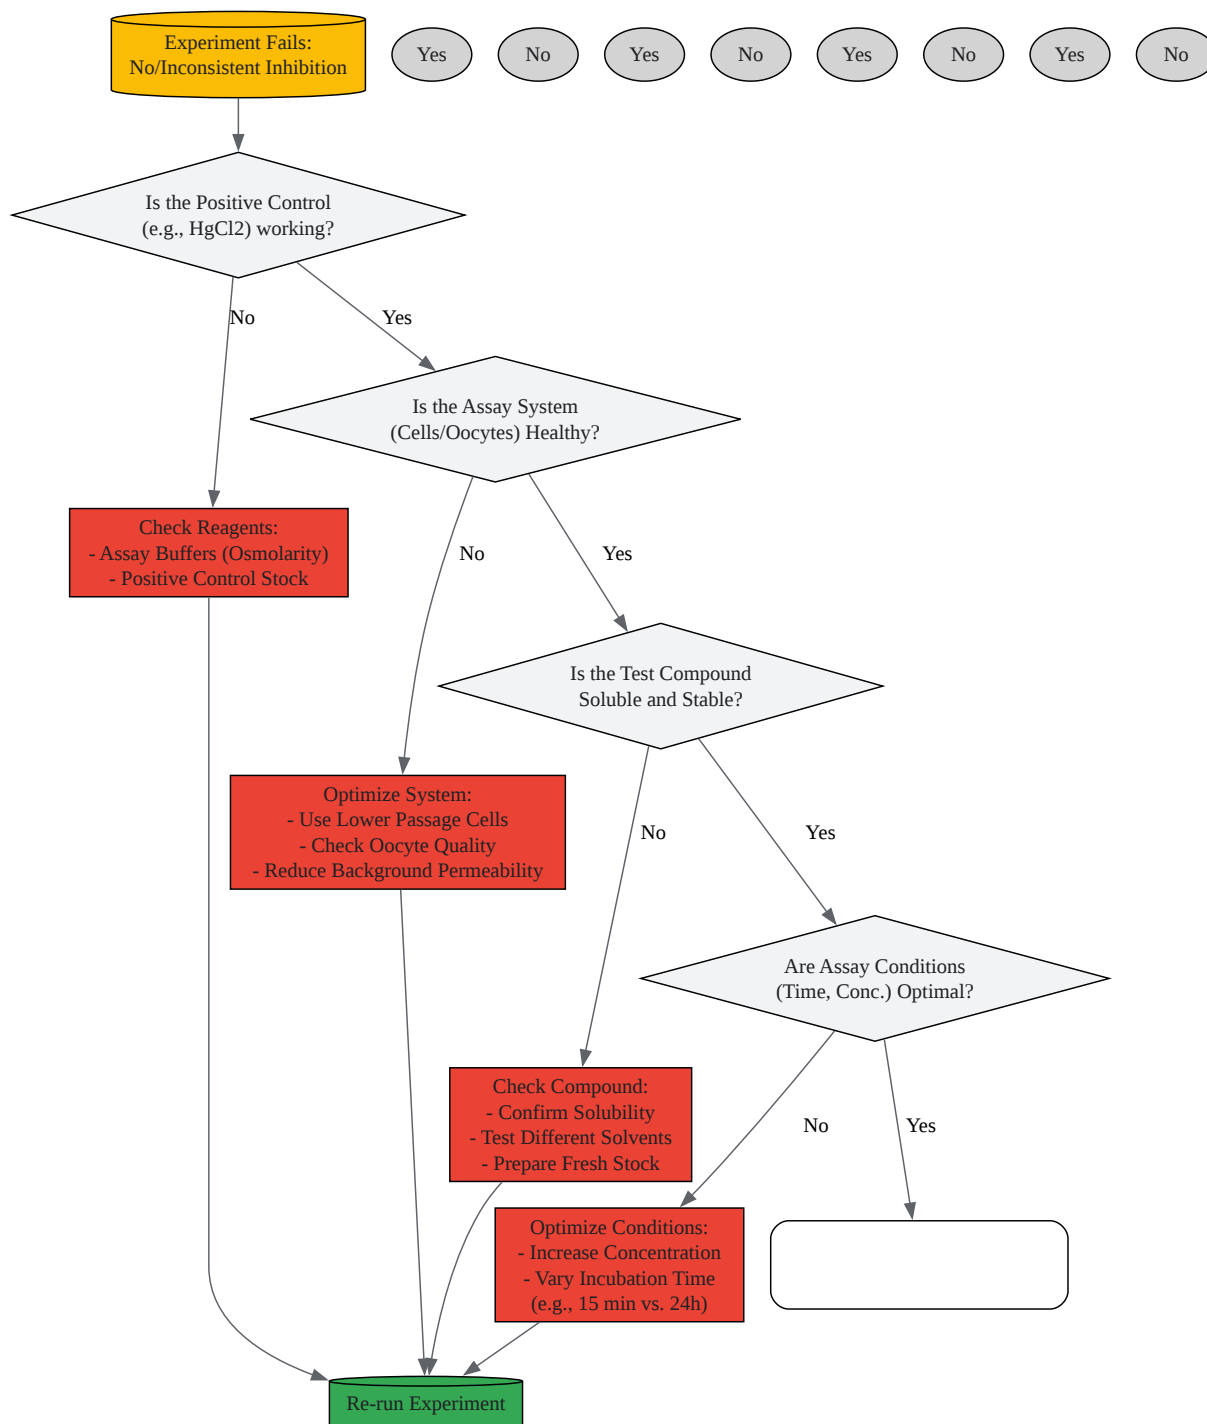 Experiment Fails:
No/Inconsistent Inhibition
Yes
No
Yes
No
Yes
No
Yes
No
Is the Positive Control
(e.g., HgCl2) working?
No
Yes
Is the Assay System
(Cells/Oocytes) Healthy?
Check Reagents:
- Assay Buffers (Osmolarity)
- Positive Control Stock
No
Yes
Is the Test Compound
Soluble and Stable?
Optimize System:
- Use Lower Passage Cells
- Check Oocyte Quality
- Reduce Background Permeability
No
Yes
Are Assay Conditions
(Time, Conc.) Optimal?
Check Compound:
- Confirm Solubility
- Test Different Solvents
- Prepare Fresh Stock
No
Yes
Optimize Conditions:
- Increase Concentration
- Vary Incubation Time
(e.g., 15 min vs. 24h)
Re-run Experiment